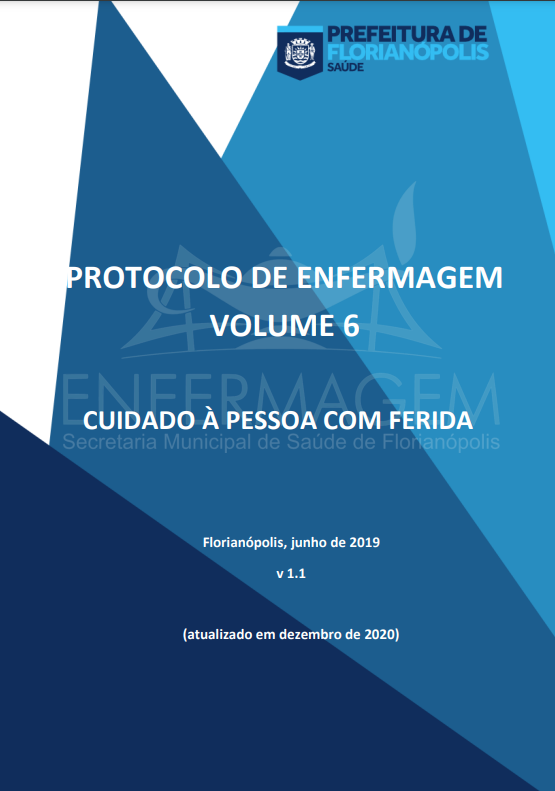 PREFEITURA DE
FLORIANÓPOLIS
SAÚDE
PROTOCOLO DE ENFERMAGEM
VOLUME 6
ENFERMAGEM
CUIDADO À PESSOA COM FERIDA
Secretaria Municipal de Saúde de Florianópolis
Florianópolis, junho de 2019
v 1.1
(atualizado em dezembro de 2020)